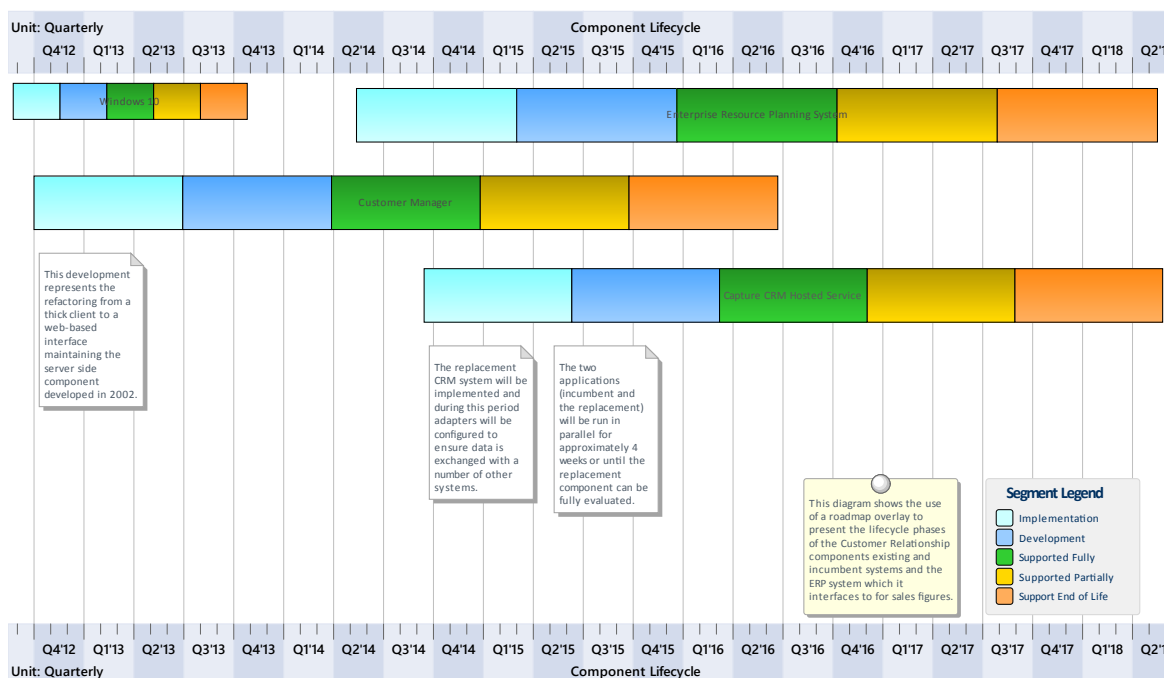 Unit: Quarterly
Component Lifecycle
Q4'12 Q1'13 Q2'13 Q3'13 Q4'13 Q1'14 Q2'14 Q3'14 Q4'14 Q1'15 Q2'15 Q3'15 Q4'15 Q1'16 Q2'16 Q3'16 Q4'16 Q1'17 Q2'17 Q3'17 Q4'17 Q1'18 Q2'1
Windows 10
Enterprise Resource Planning System
Customer Manager
Capture CRM Hosted Service
This development
represents the
refactoring from a
thick client to a
web-based
interface
maintaining the
server side
component
developed in 2002.
The replacement
CRM system will be
implemented and
during this period
adapters will be
configured to
ensure data is
exchanged with a
number of other
systems.
The two
applications
(incumbent and
the replacement)
will be run in
parallel for
approximately 4
weeks or until the
replacement
component can be
fully evaluated.
This diagram shows the use
of a roadmap overlay to
present the lifecycle phases
of the Customer Relationship
components existing and
incumbent systems and the
ERP system which it
interfaces to for sales figures.
Segment Legend
Implementation
Development
Supported Fully
Supported Partially
Support End of Life
Q4'12 Q1'13 Q2'13 Q3'13 Q4'13 Q1'14 Q2'14 Q3'14 Q4'14 Q1'15 Q2'15 Q3'15 Q4'15 Q1'16 Q2'16 Q3'16 Q4'16 Q1'17 Q2'17 Q3'17 Q4'17 Q1'18 Q2'1
Unit: Quarterly
Component Lifecycle